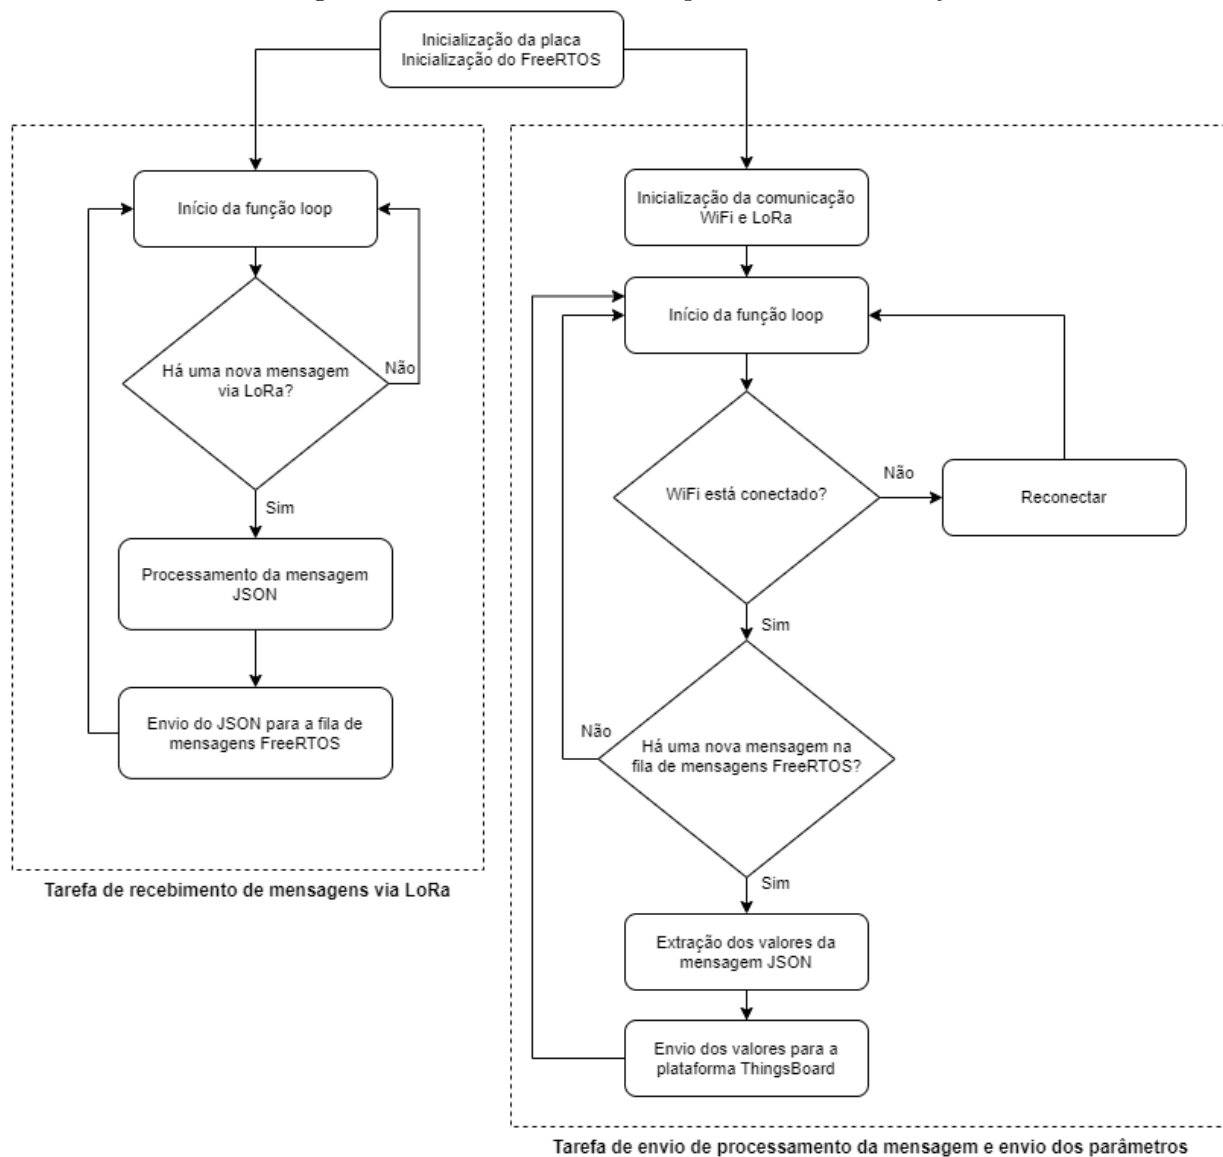 Inicialização da placa
Inicialização do FreeRTOS
Início da função loop
Há uma nova mensagem
via LoRa?
Não
Sim
Processamento da mensagem
JSON
Envio do JSON para a fila de
mensagens FreeRTOS
Tarefa de recebimento de mensagens via LoRa
Inicialização da comunicação
WiFi e LoRa
Início da função loop
WiFi está conectado?
Não
Reconectar
Sim
Há uma nova mensagem na
fila de mensagens FreeRTOS?
Não
Sim
Extração dos valores da
mensagem JSON
Envio dos valores para a
plataforma ThingsBoard
Tarefa de envio de processamento da mensagem e envio dos parâmetros